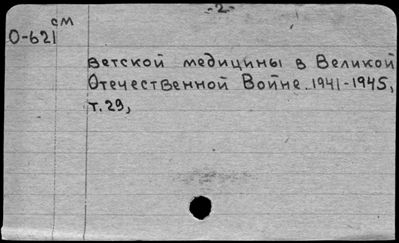 -2-
см
О-621
ветской медицины в Великой
Отечественной Войне. 1941-1945,
т.29,